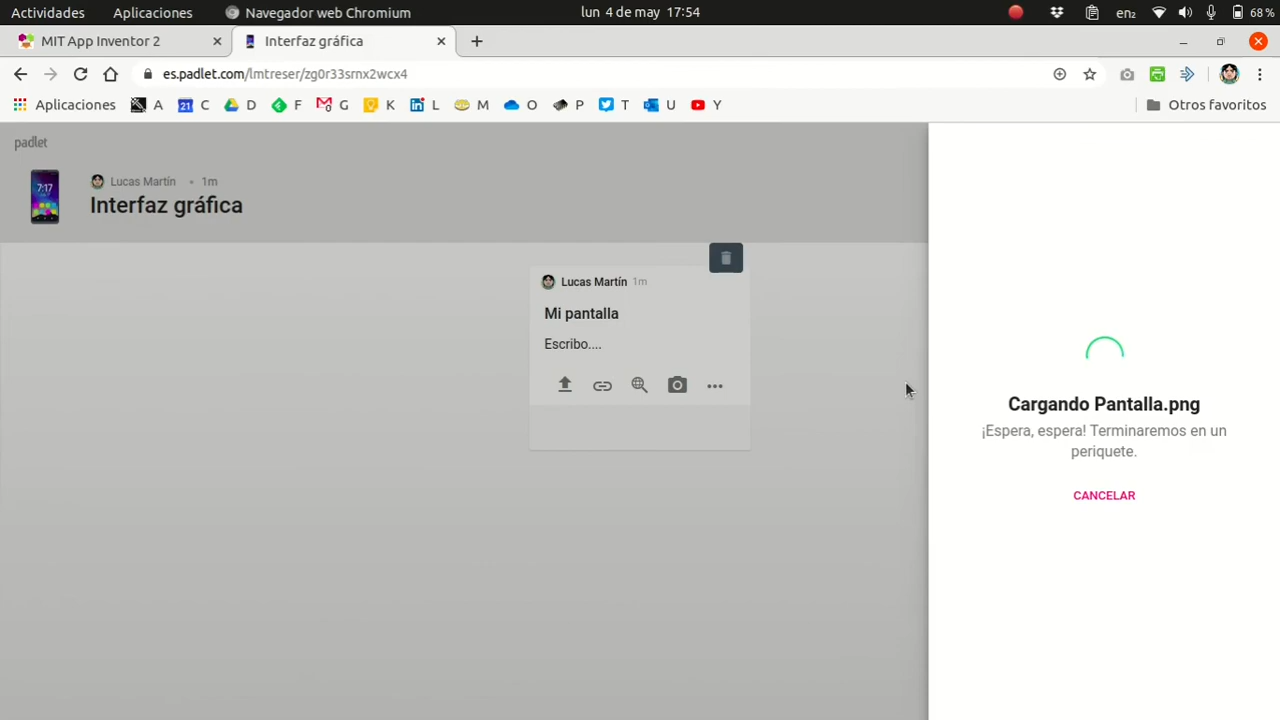 Actividades Aplicaciones Navegador web Chromium lun 4 de may 17:54 en₂ 68 %
MIT App Inventor 2 Interfaz gráfica
es.padlet.com/lmtreser/zg0r33srnx2wcx4
Aplicaciones A C D F G K L M O P T U Y Otros favoritos
padlet
Lucas Martín • 1m
Interfaz gráfica
Lucas Martín 1m
Mi pantalla
Escribo....
Cargando Pantalla.png
¡Espera, espera! Terminaremos en un
periquete.
CANCELAR